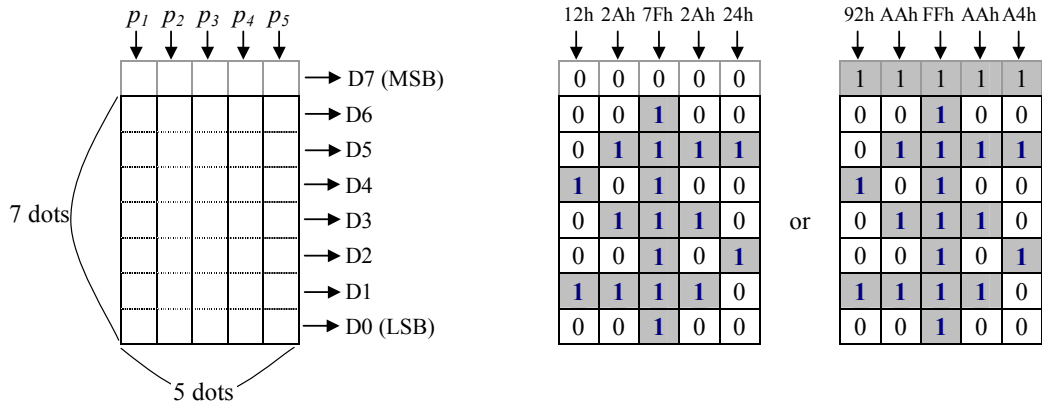 p1 p2 p3 p4 p5 12h 2Ah 7Fh 2Ah 24h 92h AAh FFh AAh A4h
D7 (MSB) 0 0 0 0 0 1 1 1 1 1
D6 0 0 1 0 0 0 0 1 0 0
D5 0 1 1 1 1 0 1 1 1 1
D4 1 0 1 0 0 1 0 1 0 0
7 dots D3 0 1 1 1 0 or 0 1 1 1 0
D2 0 0 1 0 1 0 0 1 0 1
D1 1 1 1 1 0 1 1 1 1 0
D0 (LSB) 0 0 1 0 0 0 0 1 0 0
5 dots